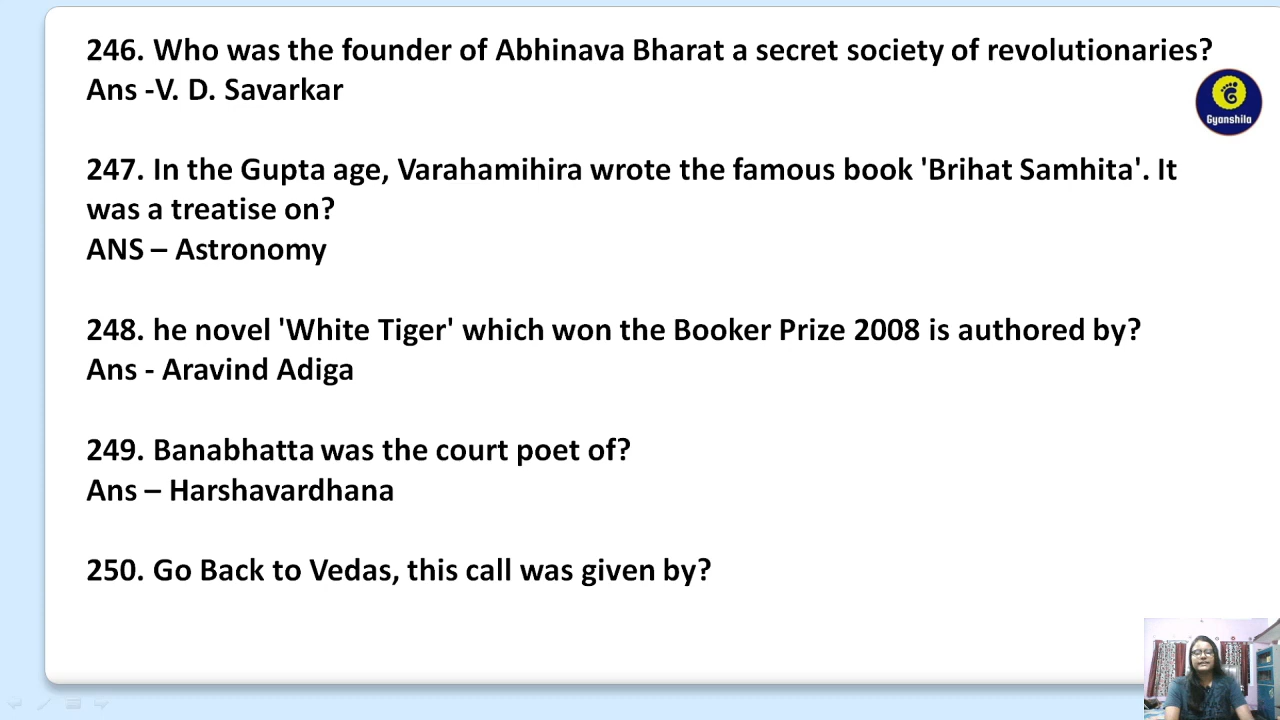 246. Who was the founder of Abhinava Bharat a secret society of revolutionaries?
Ans -V. D. Savarkar
Gyanshila
247. In the Gupta age, Varahamihira wrote the famous book 'Brihat Samhita'. It
was a treatise on?
ANS – Astronomy
248. he novel 'White Tiger' which won the Booker Prize 2008 is authored by?
Ans - Aravind Adiga
249. Banabhatta was the court poet of?
Ans – Harshavardhana
250. Go Back to Vedas, this call was given by?